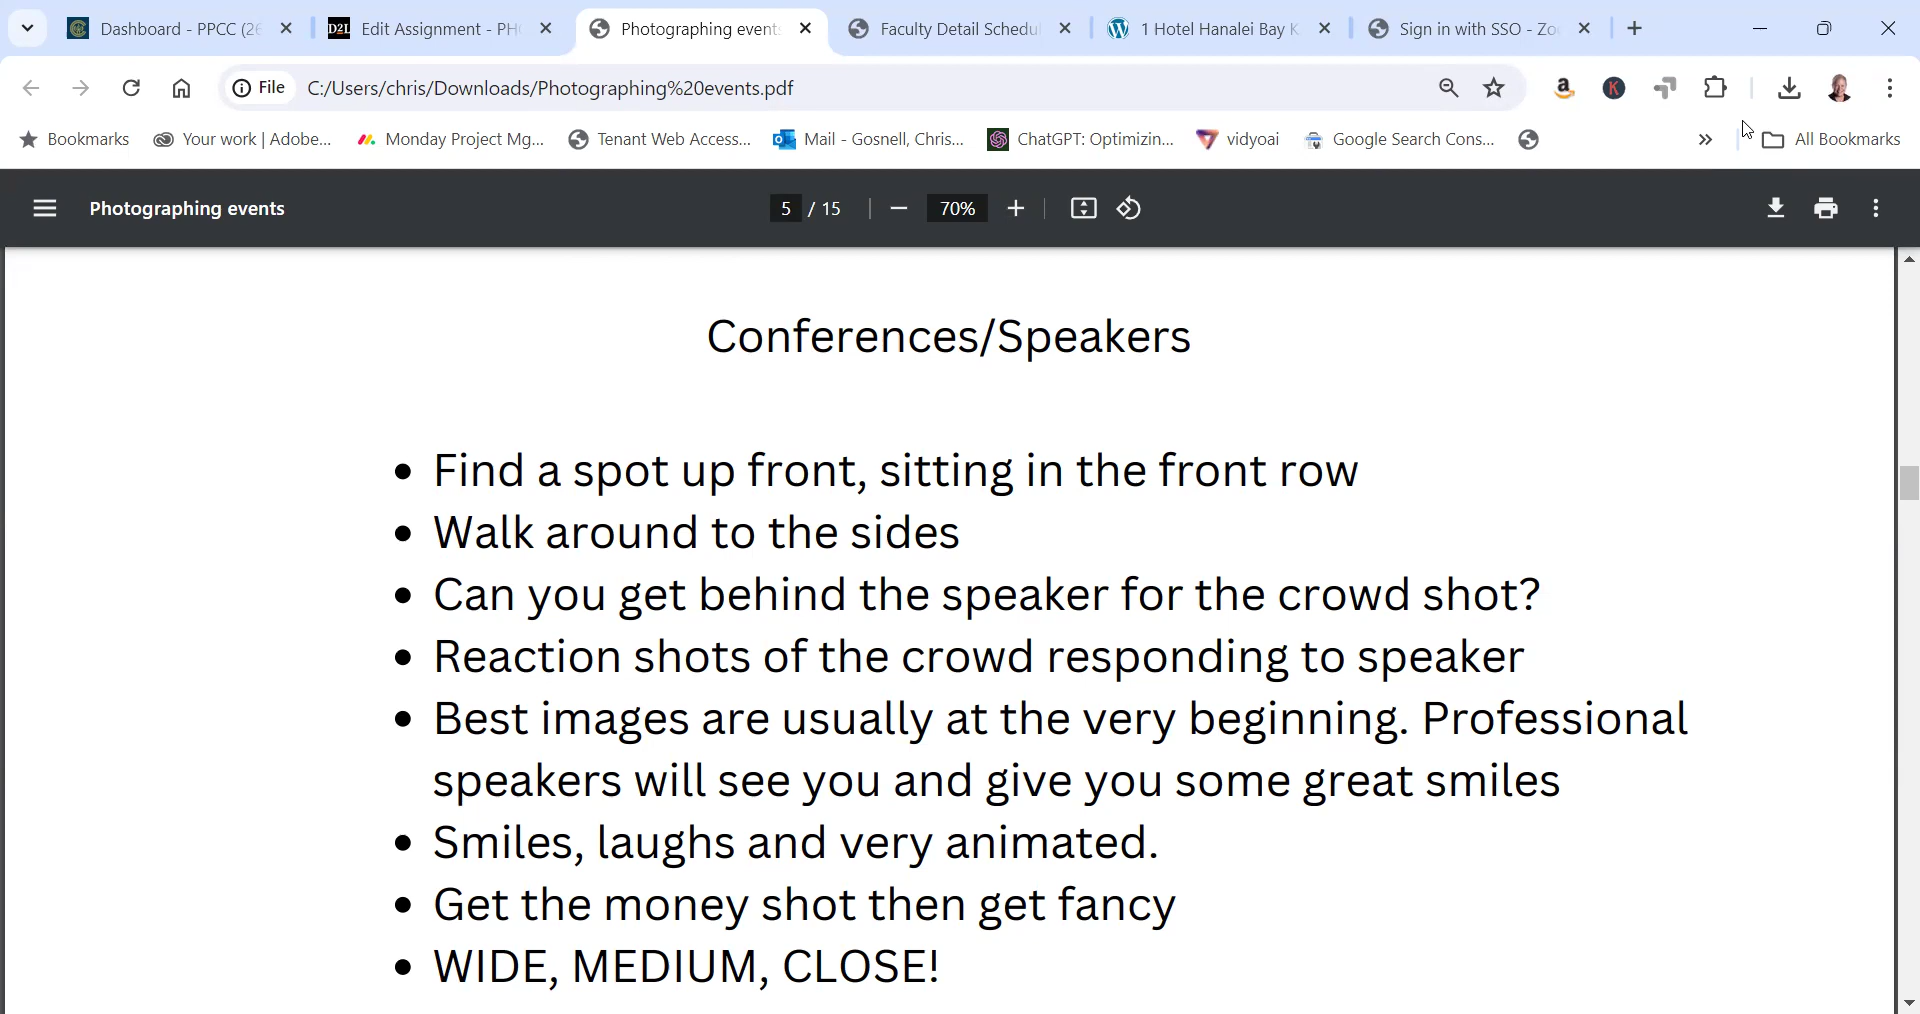 Dashboard - PPCC (26
D2L Edit Assignment - PH
Photographing event
Faculty Detail Schedul
1 Hotel Hanalei Bay K
Sign in with SSO - Zo
File C:/Users/chris/Downloads/Photographing%20events.pdf
Bookmarks
Your work | Adobe...
Monday Project Mg...
Tenant Web Access...
Mail - Gosnell, Chris...
ChatGPT: Optimizin...
vidyoai
Google Search Cons...
» All Bookmarks
Photographing events
5 / 15
70%
Conferences/Speakers
• Find a spot up front, sitting in the front row
• Walk around to the sides
• Can you get behind the speaker for the crowd shot?
• Reaction shots of the crowd responding to speaker
• Best images are usually at the very beginning. Professional
speakers will see you and give you some great smiles
• Smiles, laughs and very animated.
• Get the money shot then get fancy
• WIDE, MEDIUM, CLOSE!